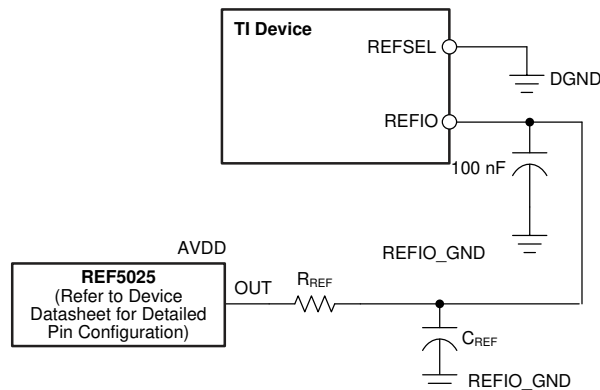 TI Device
REFSEL
DGND
REFIO
100 nF
REFIO_GND
AVDD
REF5025
(Refer to Device
Datasheet for Detailed
Pin Configuration)
OUT
RREF
CREF
REFIO_GND